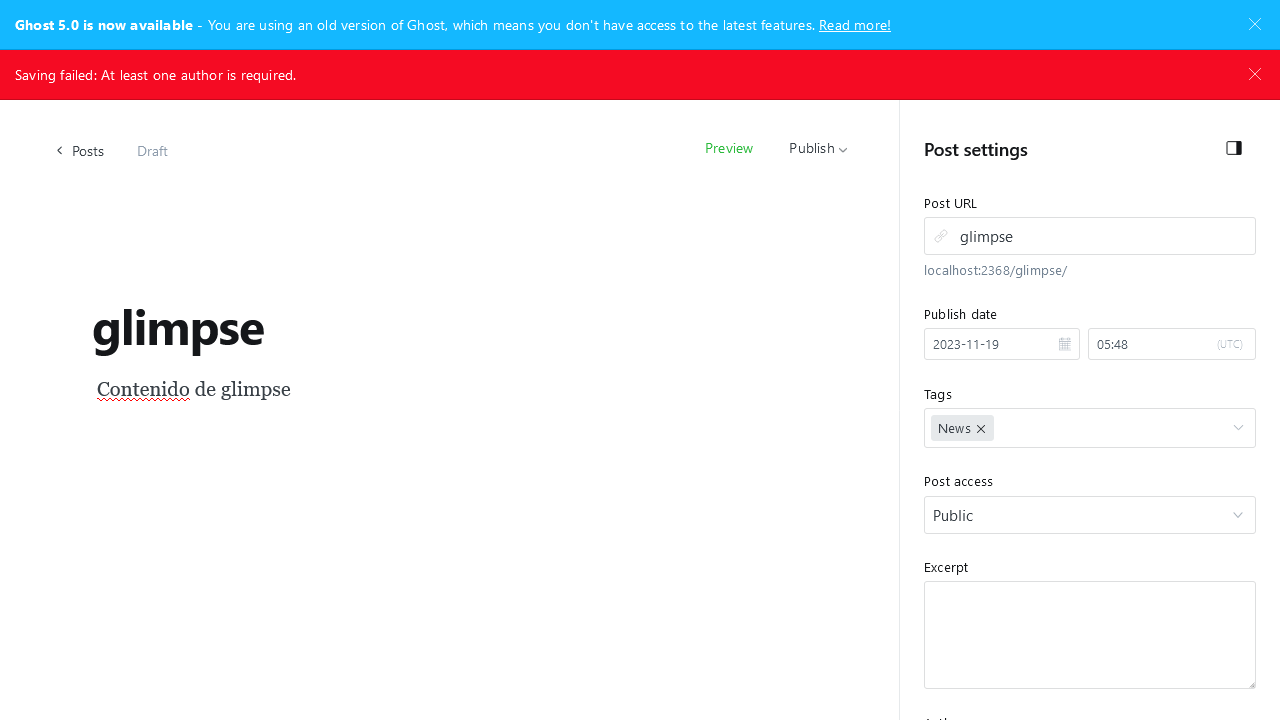 Ghost 5.0 is now available - You are using an old version of Ghost, which means you don't have access to the latest features. Read more!
Saving failed: At least one author is required.
Posts
Draft
Preview
Publish
glimpse
Contenido de glimpse
Post settings
Post URL
glimpse
localhost:2368/glimpse/
Publish date
2023-11-19
05:48
(UTC)
Tags
News
Post access
Public
Excerpt